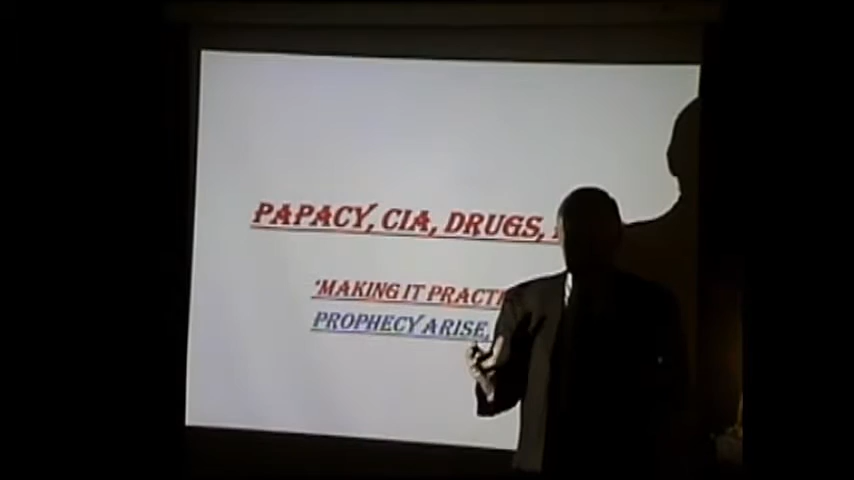 PAPACY, CIA, DRUGS,
'MAKING IT
PROPHECY ARISE,